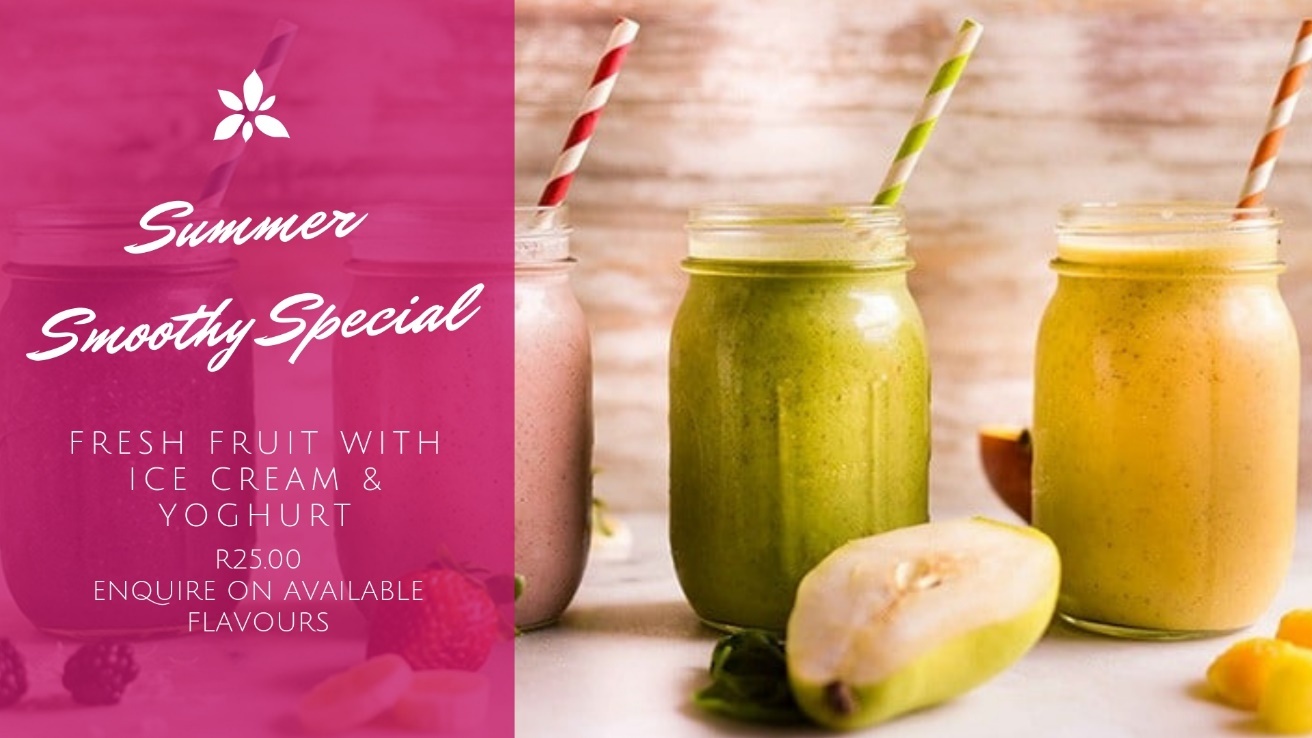 Summer
Smoothy Special
FRESH FRUIT WITH
ICE CREAM &
YOGHURT
R25.00
ENQUIRE ON AVAILABLE
FLAVOURS